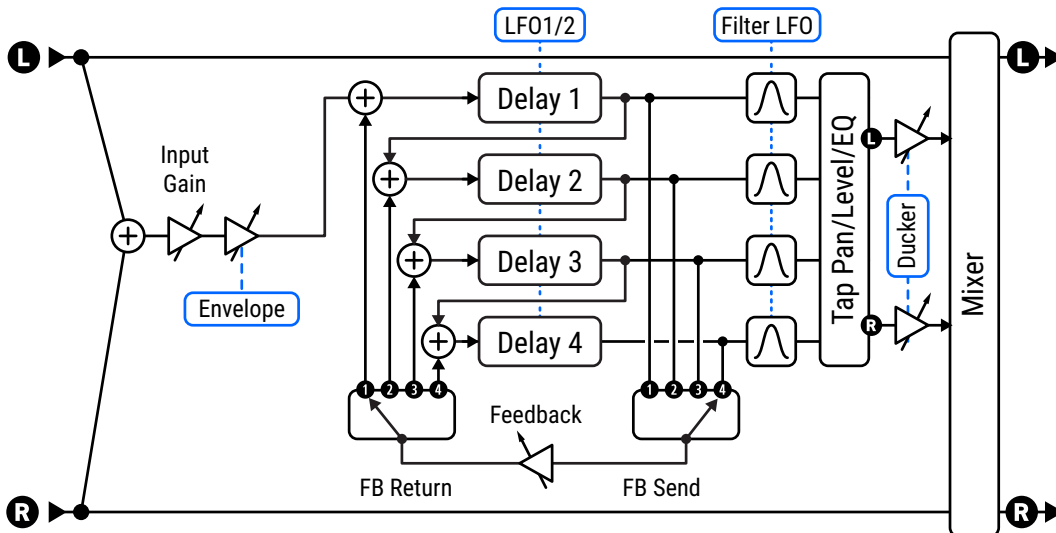 LFO1/2
Filter LFO
L
L
Delay 1
Input
Gain
L
Delay 2
Tap Pan/Level/EQ
Ducker
Mixer
Delay 3
Envelope
R
Delay 4
1 2 3 4
1 2 3 4
Feedback
FB Return
FB Send
R
R